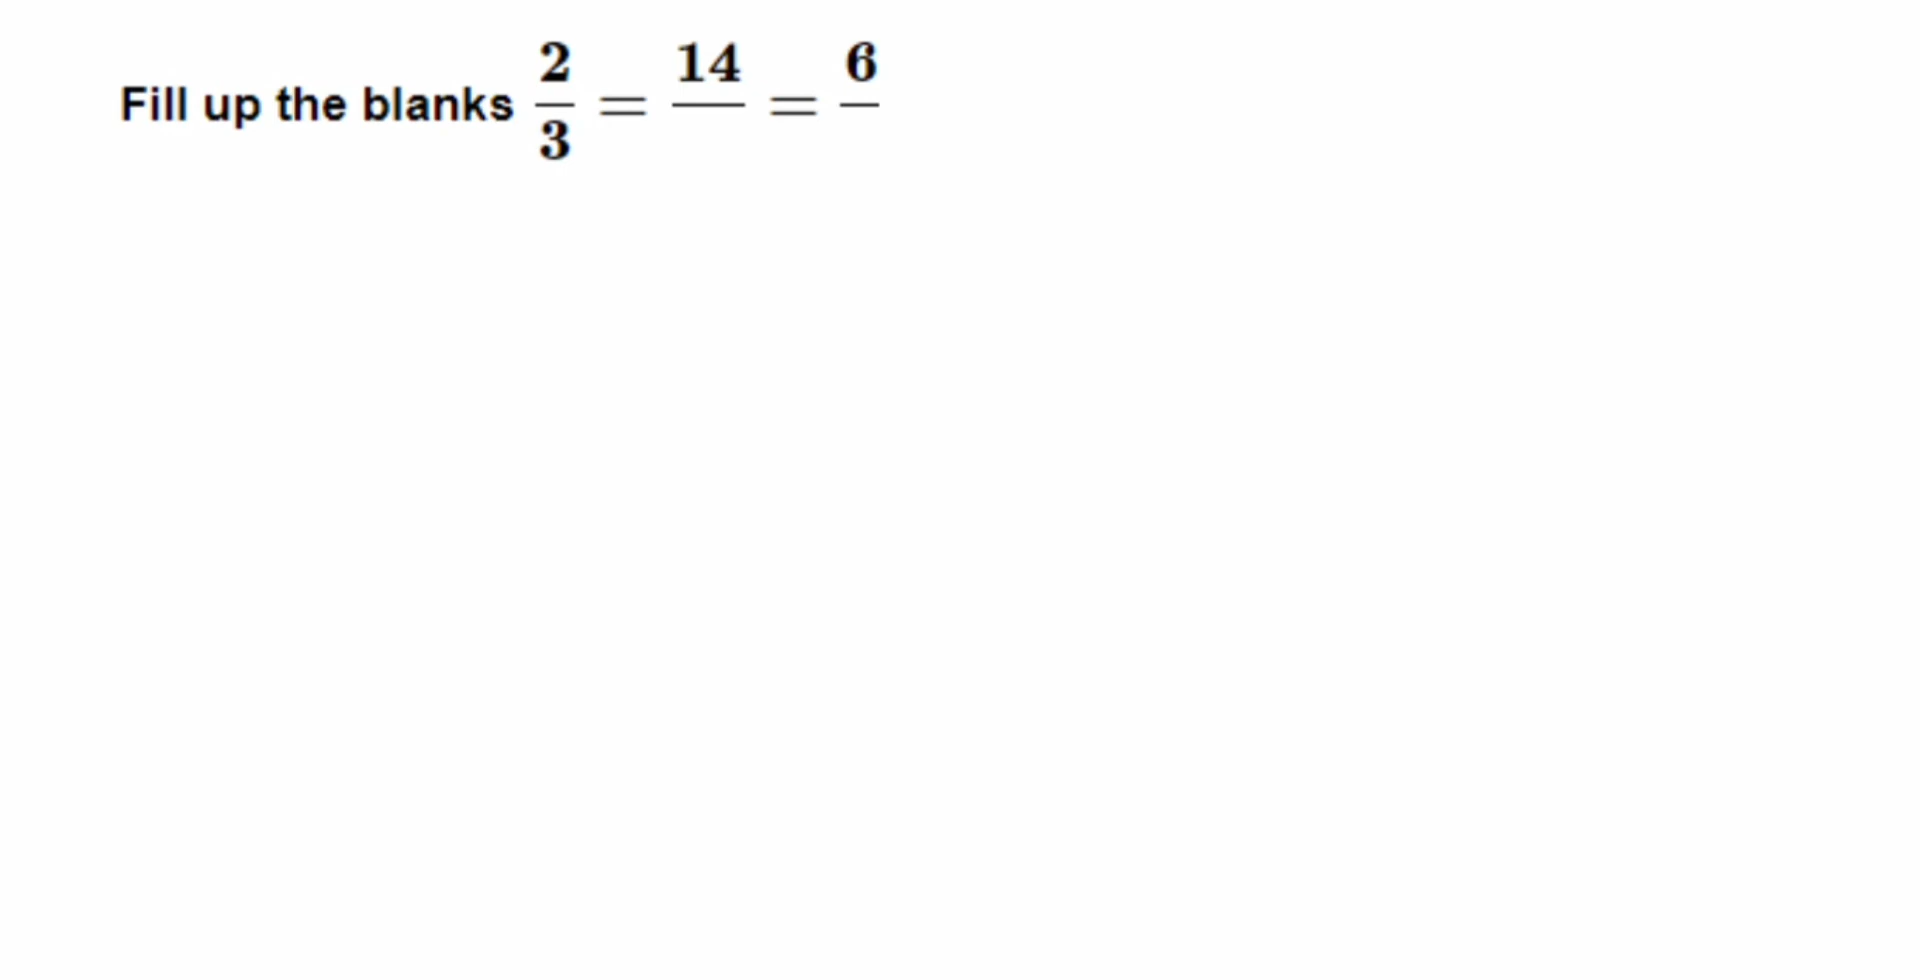 Fill up the blanks 2/3 = 14/ = 6/